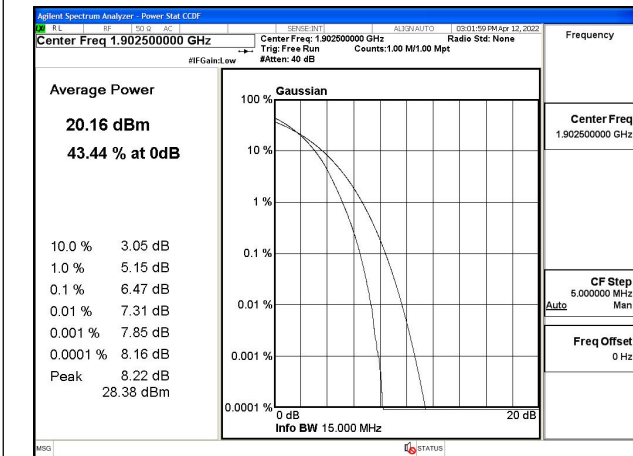 Agilent Spectrum Analyzer - Power Stat CCDF
RL RF 50 Ω AC SENSE:INT ALIGNAUTO 03:01:59 PM Apr 12, 2022
Center Freq 1.902500000 GHz
Center Freq: 1.902500000 GHz Radio Std: None
Trig: Free Run Counts:1.00 M/1.00 Mpt
#IFGain:Low #Atten: 40 dB
Frequency
Average Power
20.16 dBm
43.44 % at 0dB
10.0 % 3.05 dB
1.0 % 5.15 dB
0.1 % 6.47 dB
0.01 % 7.31 dB
0.001 % 7.85 dB
0.0001 % 8.16 dB
Peak 8.22 dB
28.38 dBm
Gaussian
100 %
10 %
1 %
0.1 %
0.01 %
0.001 %
0.0001 %
0 dB 20 dB
Info BW 15.000 MHz
Center Freq
1.902500000 GHz
CF Step
5.000000 MHz
Auto Man
Freq Offset
0 Hz
MSG STATUS